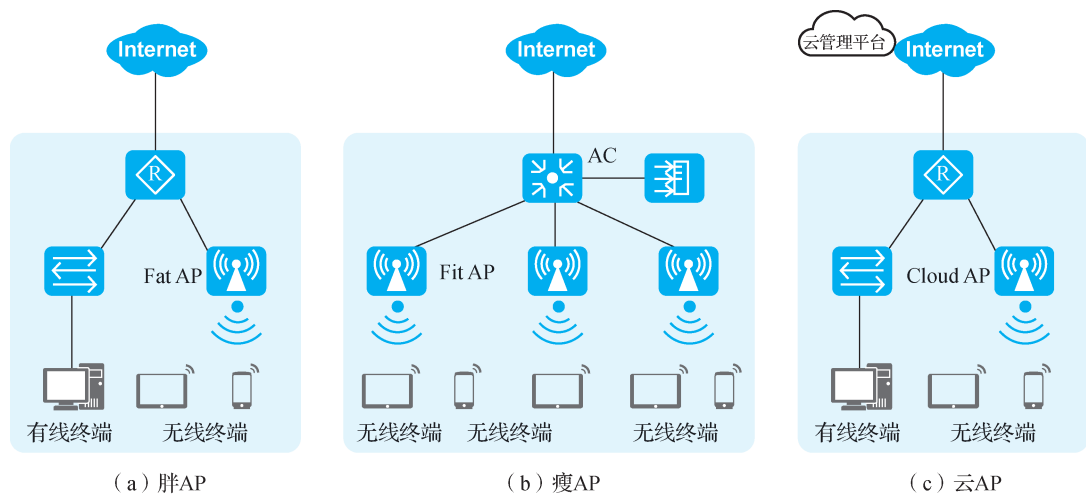 Internet
R
Fat AP
有线终端
无线终端
（a）胖AP
Internet
AC
Fit AP
无线终端
无线终端
无线终端
（b）瘦AP
云管理平台
Internet
R
Cloud AP
有线终端
无线终端
（c）云AP